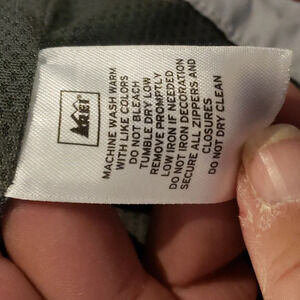 REI
MACHINE WASH WARM
WITH LIKE COLORS
DO NOT BLEACH
TUMBLE DRY LOW
REMOVE PROMPTLY
LOW IRON IF NEEDED
DO NOT IRON DECORATION
SECURE ALL ZIPPERS AND
CLOSURES
DO NOT DRY CLEAN